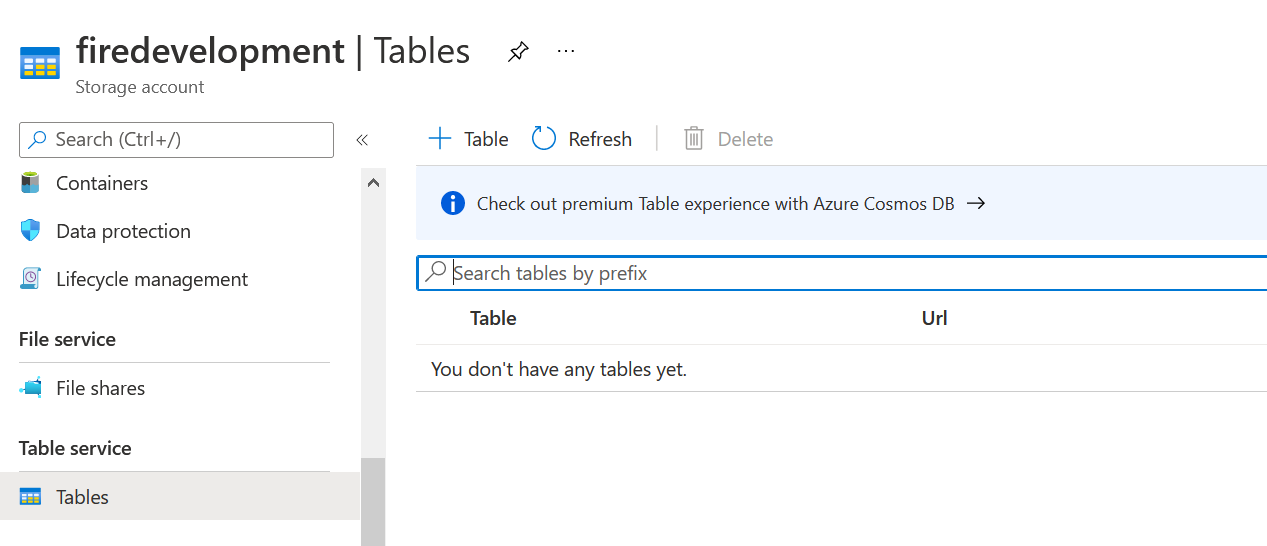 firedevelopment | Tables ...
Storage account
Search (Ctrl+/) «
Containers
Data protection
Lifecycle management
File service
File shares
Table service
Tables
+ Table Refresh Delete
Check out premium Table experience with Azure Cosmos DB →
Search tables by prefix
Table Url
You don't have any tables yet.